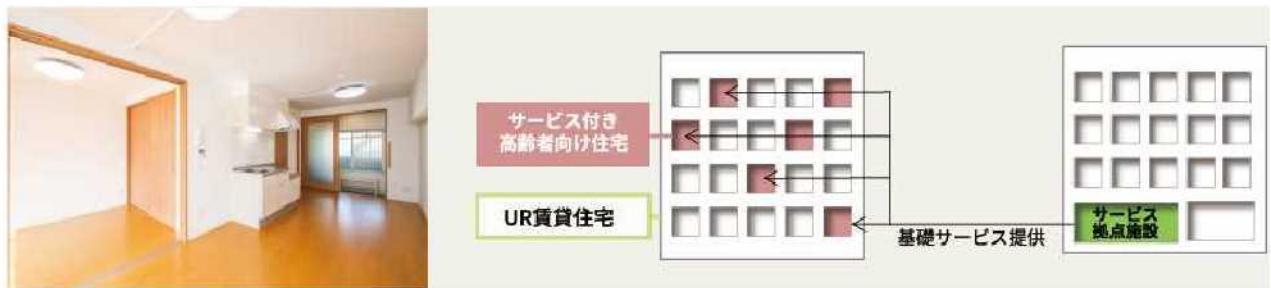 サービス付き
高齢者向け住宅
UR賃貸住宅
基礎サービス提供
サービス
拠点施設